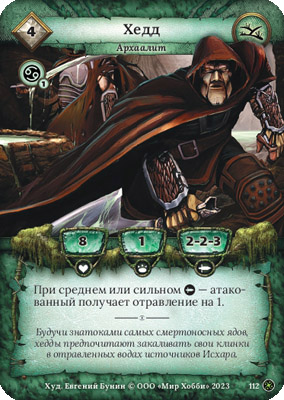 4
Хедд
Архаалит
1
8
1
2-2-3
При среднем или сильном — атако-
ванный получает отравление на 1.
Будучи знатоками самых смертоносных ядов,
хедды предпочитают закаливать свои клинки
в отравленных водах источников Исхара.
Худ. Евгений Бунин © ООО «Мир Хобби» 2023
112